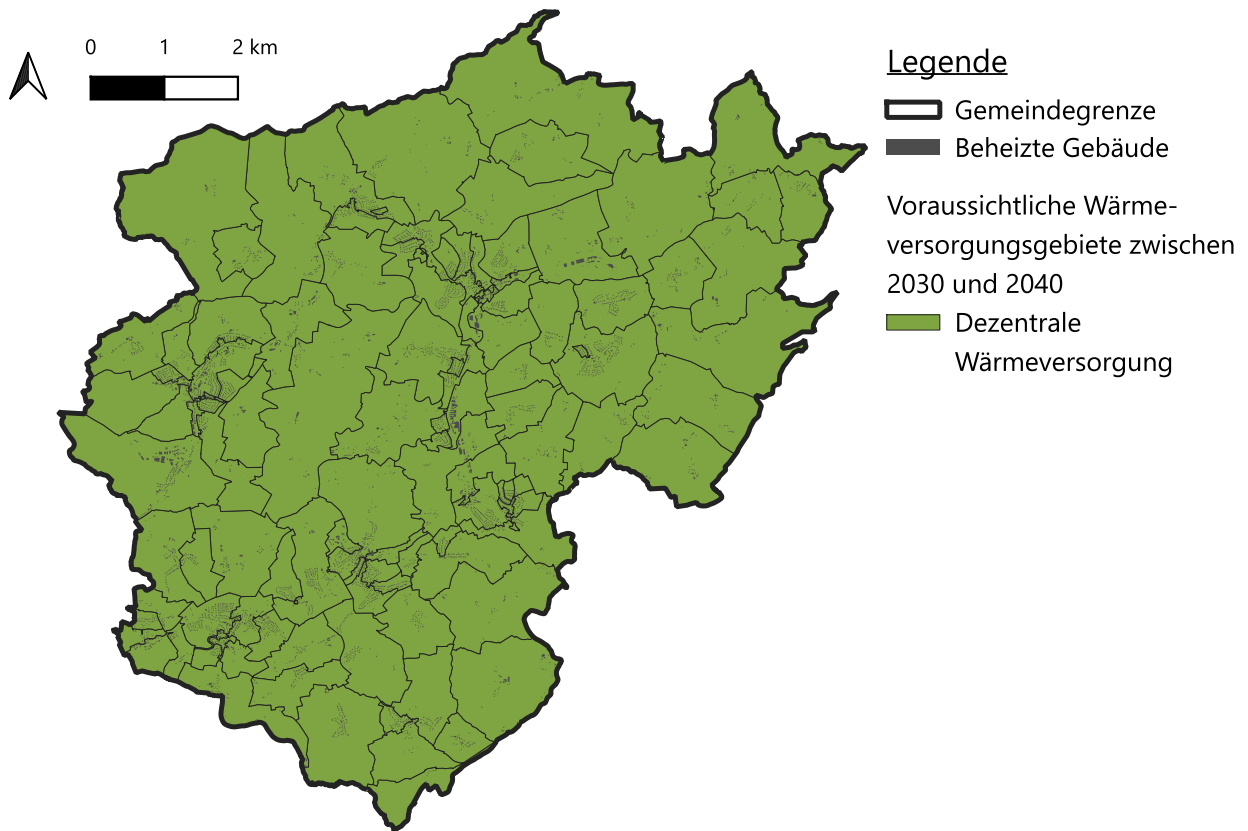 0 1 2 km
Legende
Gemeindegrenze
Beheizte Gebäude
Voraussichtliche Wärme-
versorgungsgebiete zwischen
2030 und 2040
Dezentrale
Wärmeversorgung